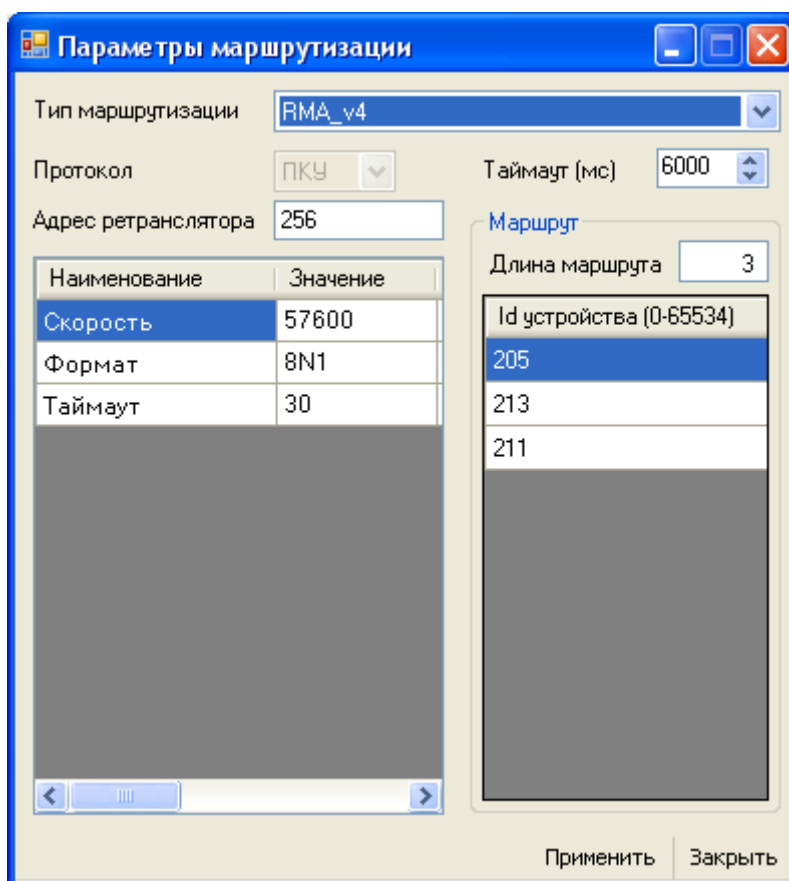 Параметры маршрутизации
Тип маршрутизации RMA_v4
Протокол ПКУ Таймаут (мс) 6000
Адрес ретранслятора 256
Маршрут
Длина маршрута 3
Наименование Значение
Скорость 57600
Формат 8N1
Таймаут 30
Id устройства (0-65534)
205
213
211
Применить Закрыть